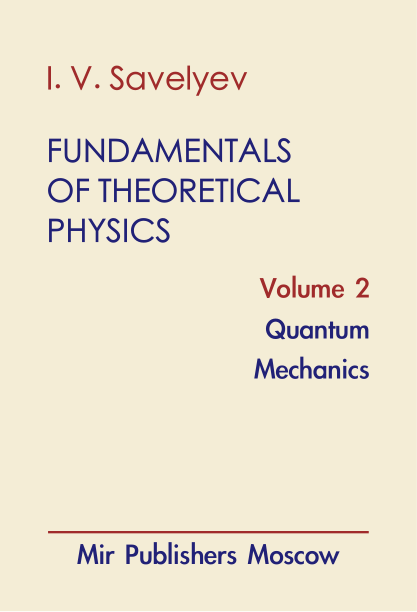 I. V. Savelyev
FUNDAMENTALS
OF THEORETICAL
PHYSICS
Volume 2
Quantum
Mechanics
Mir Publishers Moscow